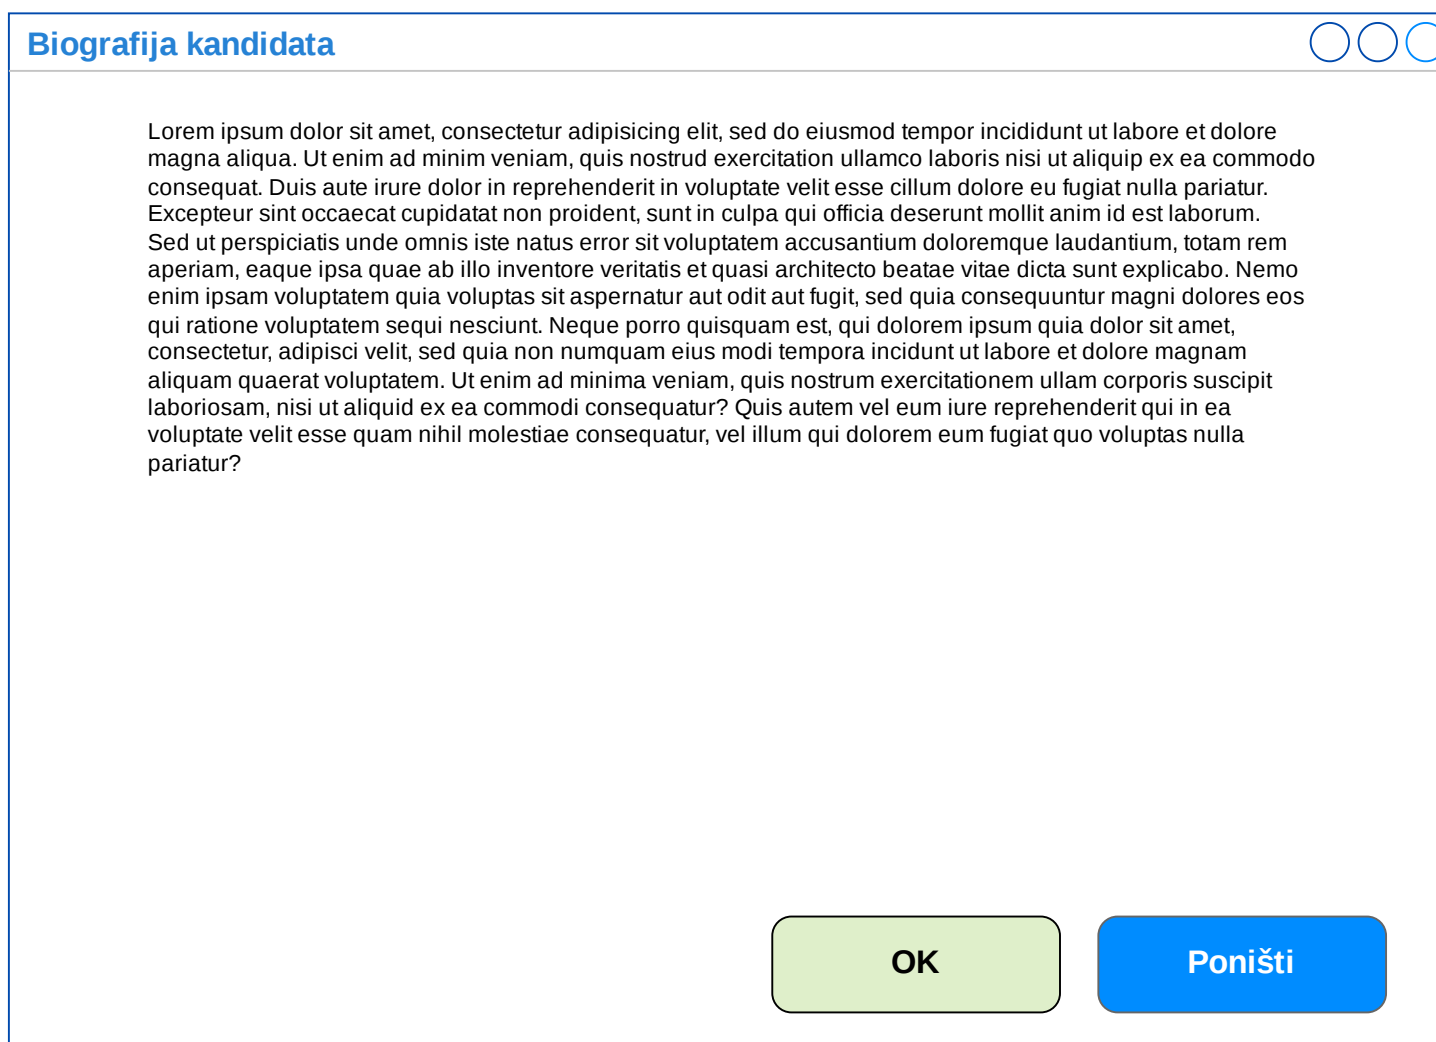 Biografija kandidata
Lorem ipsum dolor sit amet, consectetur adipisicing elit, sed do eiusmod tempor incididunt ut labore et dolore
magna aliqua. Ut enim ad minim veniam, quis nostrud exercitation ullamco laboris nisi ut aliquip ex ea commodo
consequat. Duis aute irure dolor in reprehenderit in voluptate velit esse cillum dolore eu fugiat nulla pariatur.
Excepteur sint occaecat cupidatat non proident, sunt in culpa qui officia deserunt mollit anim id est laborum.
Sed ut perspiciatis unde omnis iste natus error sit voluptatem accusantium doloremque laudantium, totam rem
aperiam, eaque ipsa quae ab illo inventore veritatis et quasi architecto beatae vitae dicta sunt explicabo. Nemo
enim ipsam voluptatem quia voluptas sit aspernatur aut odit aut fugit, sed quia consequuntur magni dolores eos
qui ratione voluptatem sequi nesciunt. Neque porro quisquam est, qui dolorem ipsum quia dolor sit amet,
consectetur, adipisci velit, sed quia non numquam eius modi tempora incidunt ut labore et dolore magnam
aliquam quaerat voluptatem. Ut enim ad minima veniam, quis nostrum exercitationem ullam corporis suscipit
laboriosam, nisi ut aliquid ex ea commodi consequatur? Quis autem vel eum iure reprehenderit qui in ea
voluptate velit esse quam nihil molestiae consequatur, vel illum qui dolorem eum fugiat quo voluptas nulla
pariatur?
OK
Poništi